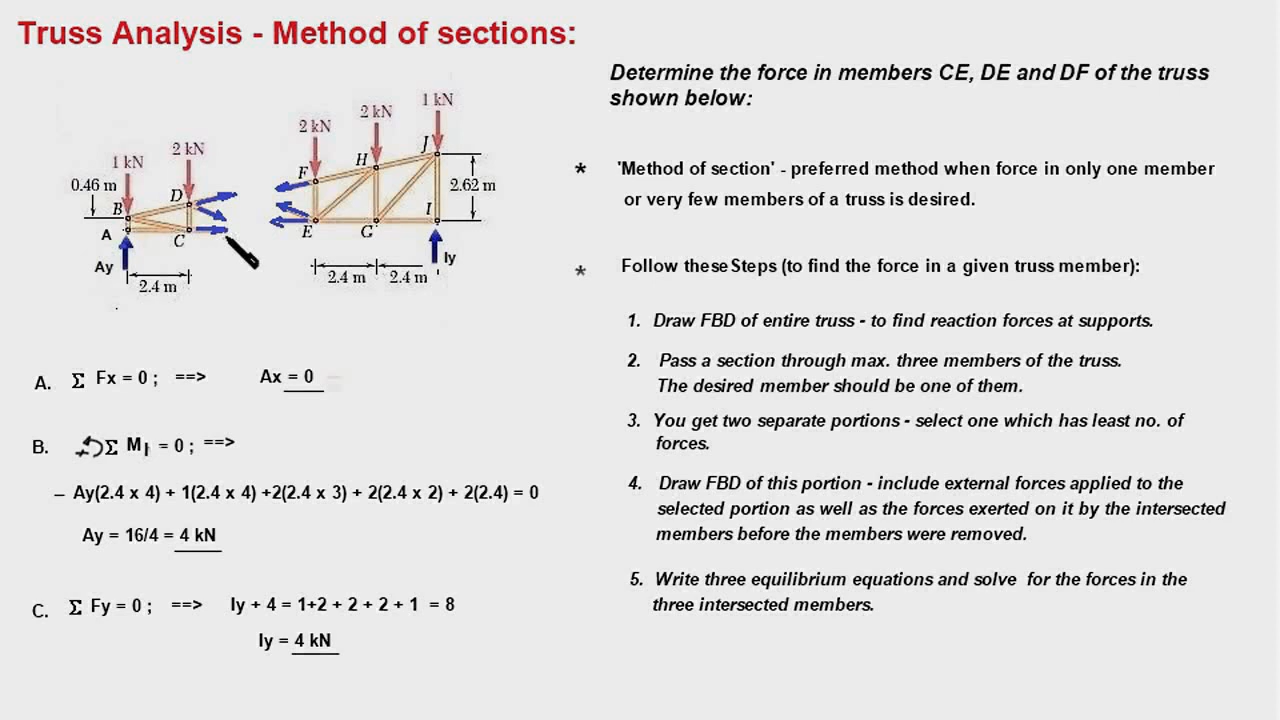 Truss Analysis - Method of sections:
Determine the force in members CE, DE and DF of the truss
shown below:
1 kN
2 kN
2 kN
2 kN
1 kN
0.46 m
B
D
A
C
Ay
2.4 m
F
H
J
E
G
I
2.62 m
Iy
2.4 m
2.4 m
* 'Method of section' - preferred method when force in only one member
or very few members of a truss is desired.
* Follow these Steps (to find the force in a given truss member):
1. Draw FBD of entire truss - to find reaction forces at supports.
2. Pass a section through max. three members of the truss.
The desired member should be one of them.
3. You get two separate portions - select one which has least no. of
forces.
4. Draw FBD of this portion - include external forces applied to the
selected portion as well as the forces exerted on it by the intersected
members before the members were removed.
5. Write three equilibrium equations and solve for the forces in the
three intersected members.
A. Σ Fx = 0 ; ==> Ax = 0
B. Σ MI = 0 ; ==>
– Ay(2.4 x 4) + 1(2.4 x 4) +2(2.4 x 3) + 2(2.4 x 2) + 2(2.4) = 0
Ay = 16/4 = 4 kN
C. Σ Fy = 0 ; ==> Iy + 4 = 1+2 + 2 + 2 + 1 = 8
Iy = 4 kN